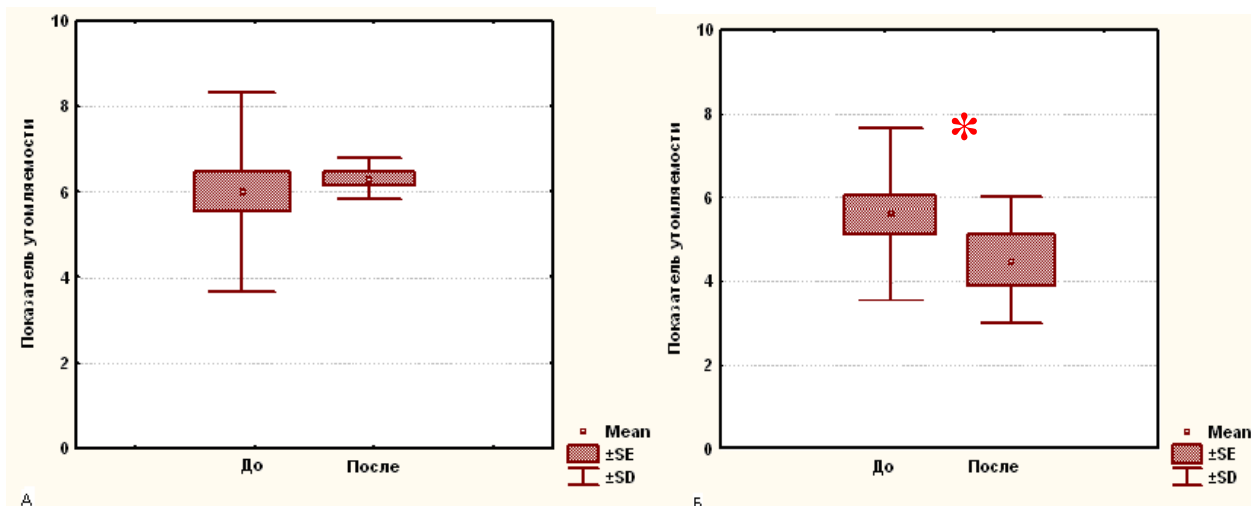 10
8
6
4
2
0
Показатель утомляемости
До
После
Mean
±SE
±SD
А
10
8
6
4
2
0
Показатель утомляемости
*
До
После
Mean
±SE
±SD
Б